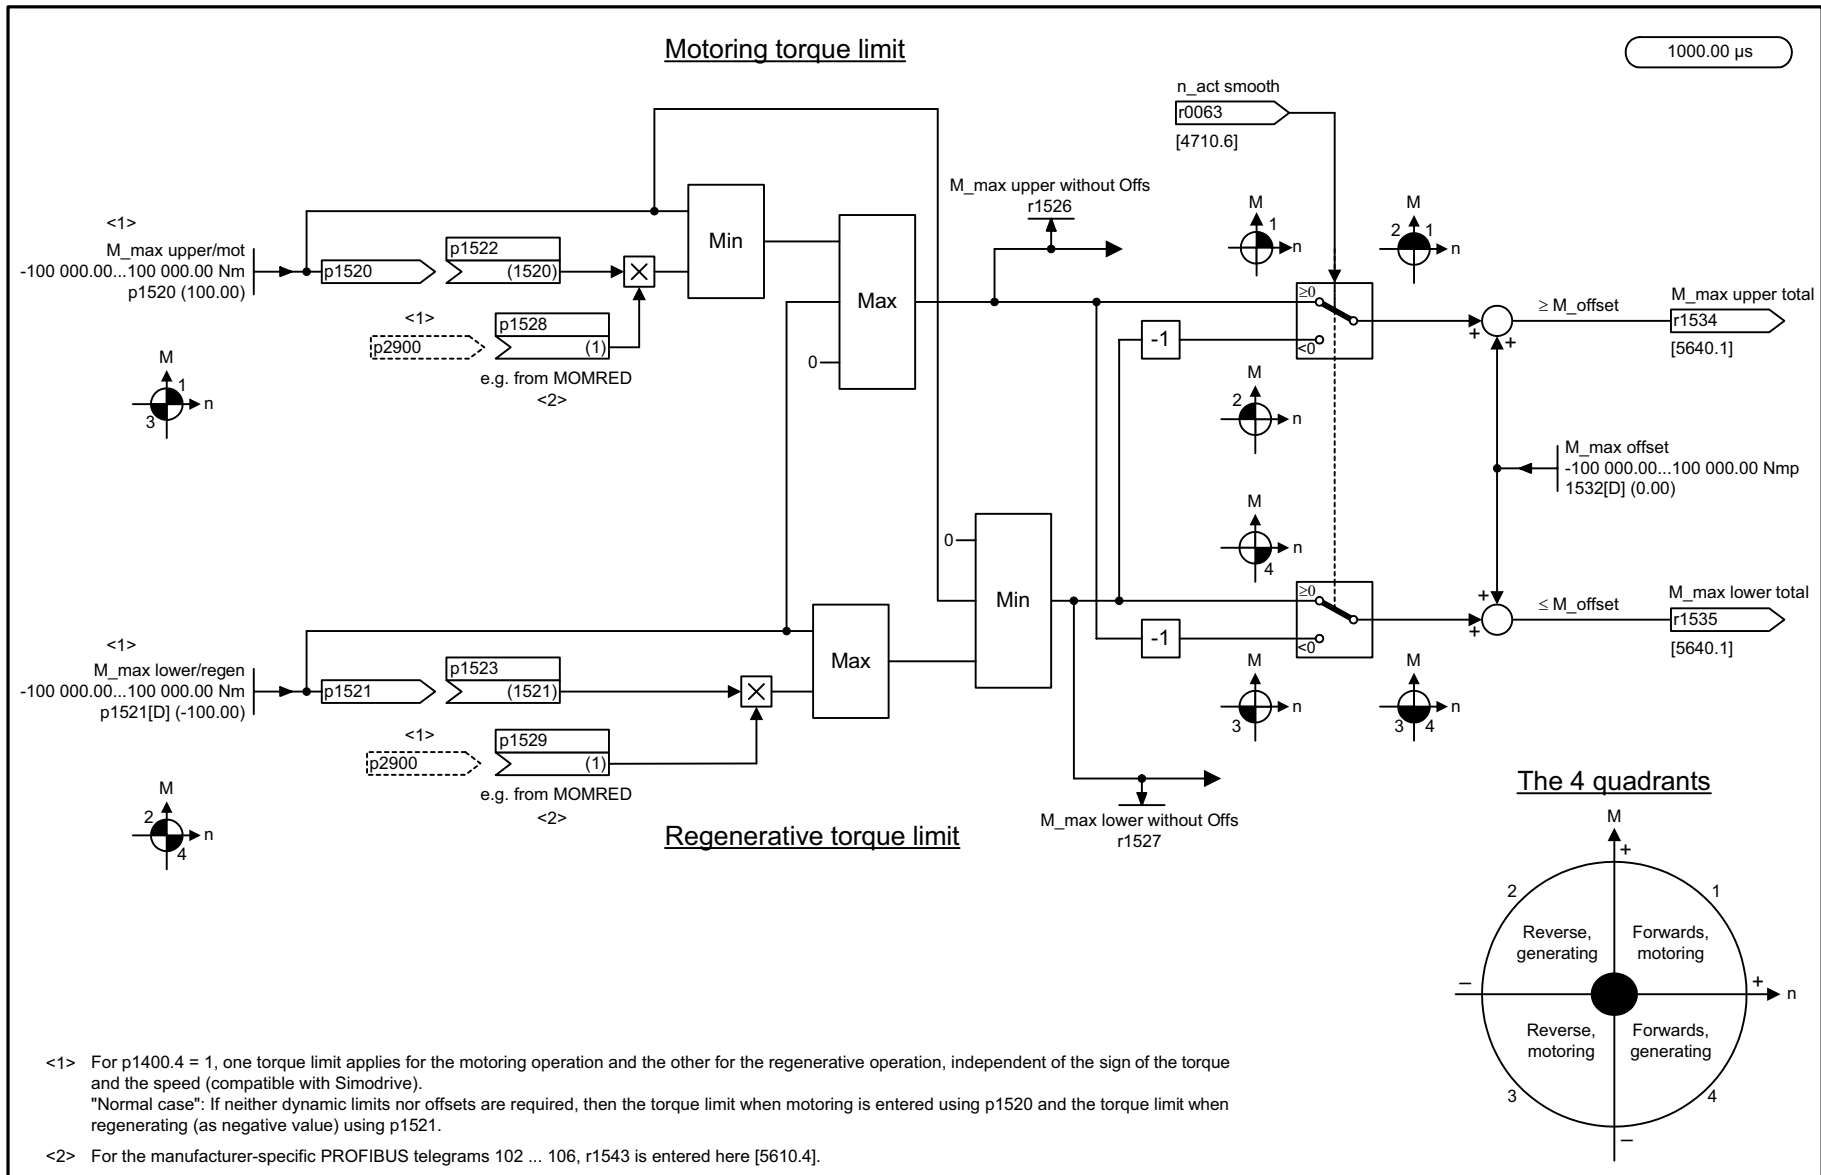 Motoring torque limit
1000.00 µs
n_act smooth
r0063
[4710.6]
M_max upper without Offs
r1526
<1>
M_max upper/mot
-100 000.00...100 000.00 Nm
p1520 (100.00)
p1520
p1522
(1520)
<1>
p2900
p1528
(1)
e.g. from MOMRED
<2>
Min
Max
0
M
1
3
n
M
1
n
M
2 1
n
≥0
<0
-1
+
+
≥ M_offset
M_max upper total
r1534
[5640.1]
M
2
n
M_max offset
-100 000.00...100 000.00 Nmp
1532[D] (0.00)
M
n
4
0
Min
≥0
<0
-1
+
+
≤ M_offset
M_max lower total
r1535
[5640.1]
<1>
M_max lower/regen
-100 000.00...100 000.00 Nm
p1521[D] (-100.00)
p1521
p1523
(1521)
Max
<1>
p2900
p1529
(1)
e.g. from MOMRED
<2>
M
n
3
M
n
3 4
M
2
n
4
Regenerative torque limit
M_max lower without Offs
r1527
The 4 quadrants
M
+
2
1
Reverse,
generating
Forwards,
motoring
–
+
n
Reverse,
motoring
Forwards,
generating
3
4
–
<1> For p1400.4 = 1, one torque limit applies for the motoring operation and the other for the regenerative operation, independent of the sign of the torque
and the speed (compatible with Simodrive).
"Normal case": If neither dynamic limits nor offsets are required, then the torque limit when motoring is entered using p1520 and the torque limit when
regenerating (as negative value) using p1521.
<2> For the manufacturer-specific PROFIBUS telegrams 102 ... 106, r1543 is entered here [5610.4].